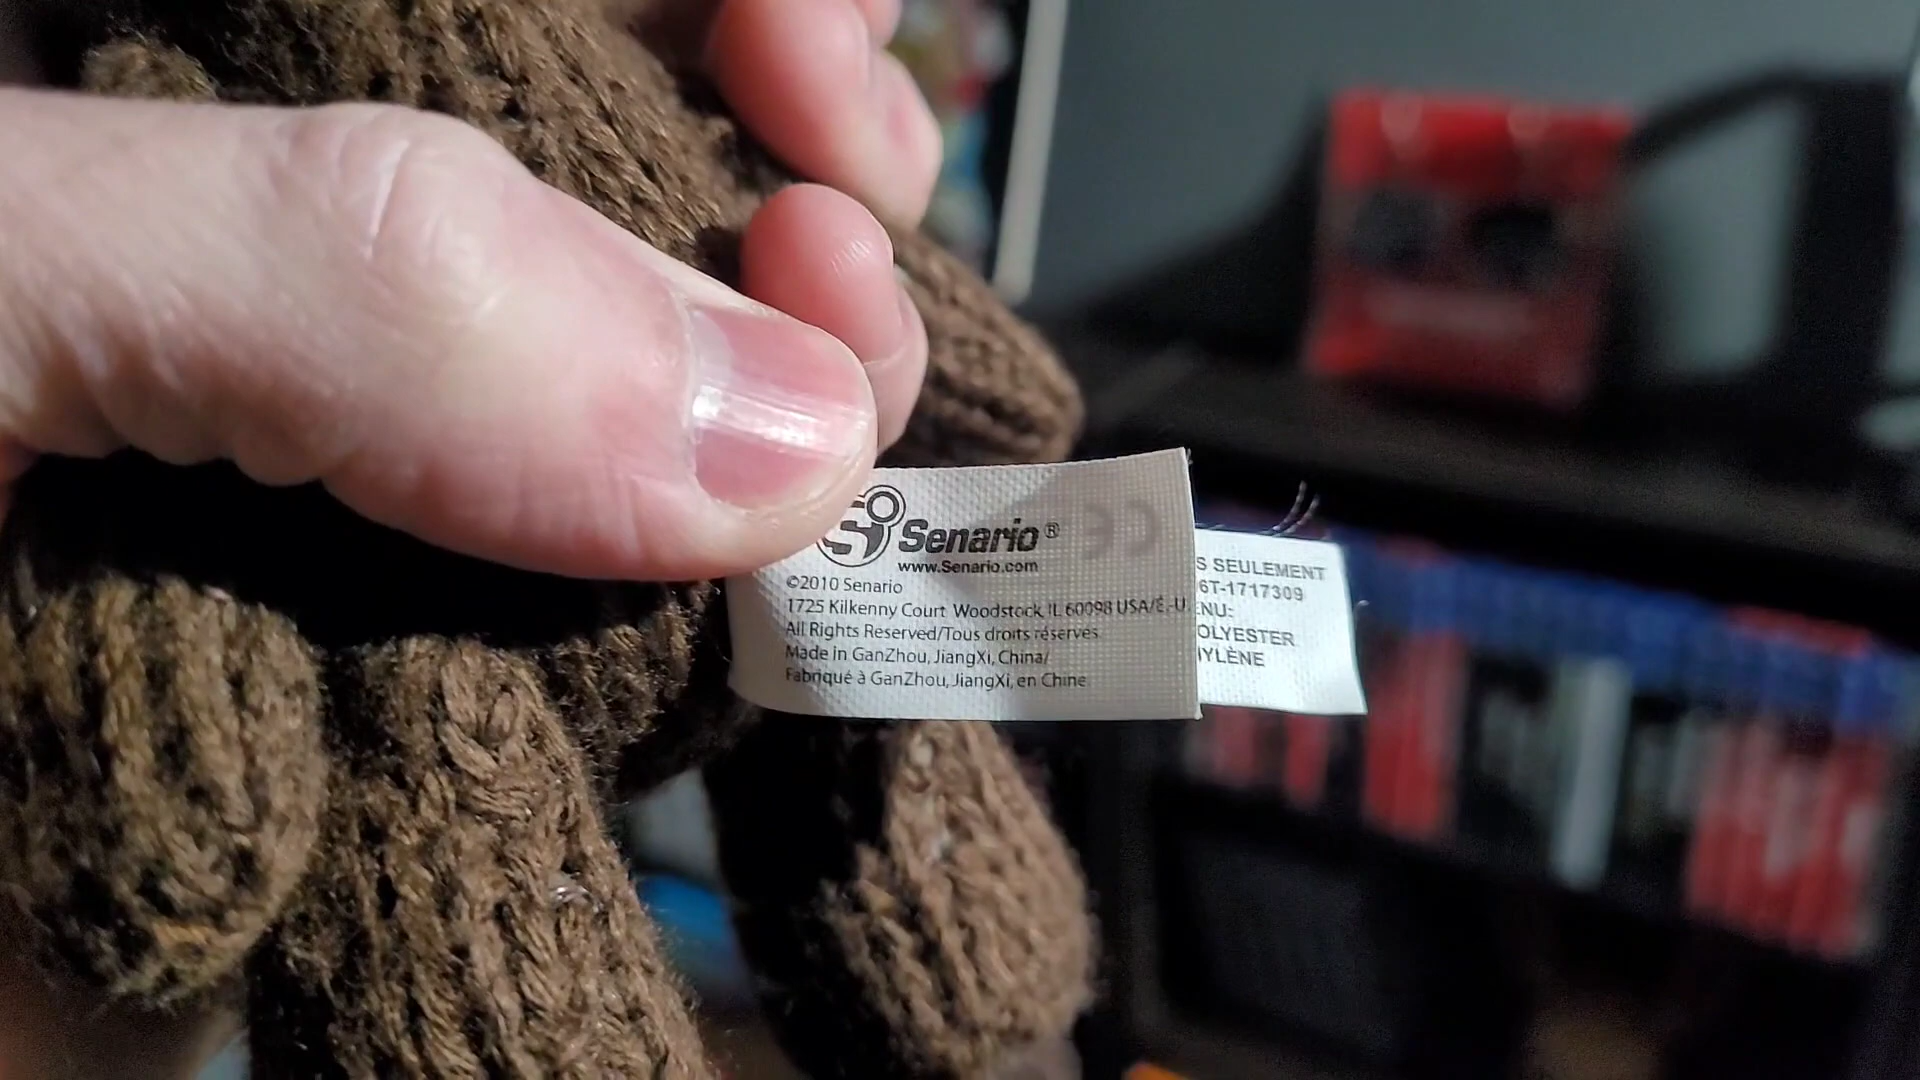 Senario®
www.Senario.com
©2010 Senario
1725 Kilkenny Court Woodstock, IL 60098 USA/É.-U.
All Rights Reserved/Tous droits réservés
Made in GanZhou, JiangXi, China/
Fabriqué à GanZhou, JiangXi, en Chine
S SEULEMENT
6T-1717309
ENU:
OLYESTER
YLÈNE